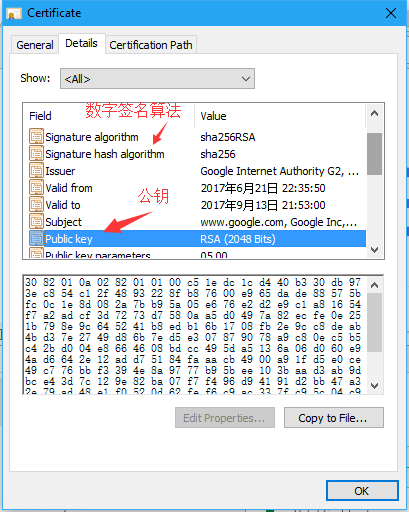 Certificate
General Details Certification Path
Show: <All>
数字签名算法
Field Value
Signature algorithm sha256RSA
Signature hash algorithm sha256
Issuer Google Internet Authority G2, ...
Valid from 2017年6月21日 22:35:50
Valid to 2017年9月13日 21:53:00
公钥
Subject www.google.com, Google Inc,...
Public key RSA (2048 Bits)
Public key parameters 05 00
30 82 01 0a 02 82 01 01 00 c5 1e dc 1c d4 40 b3 30 db 97
3e c8 54 c1 2f 48 93 22 8f b8 76 00 e9 65 da de 88 57 5b
fc 0c 1e 8d 08 2a 7b b9 5a 05 e6 76 e2 d2 e9 c1 a8 16 54
f7 a2 ad cf 3d 72 73 d7 58 0a a5 d0 49 7a 82 ec fe 0e 25
1b 79 8e 9c 64 52 41 b8 ed b1 6b 17 08 fb 2e 9c c8 de ab
4b d3 7e 27 49 d8 6b 7e d5 e3 07 87 90 78 a9 c8 0e c5 b5
c4 2b d0 04 e8 66 46 08 bd cc 49 5d a5 13 6a 06 d0 60 e9
4a d6 64 2e 12 ad d7 51 84 fa aa cb 49 00 a9 1f d5 e0 ce
49 c7 76 bb f3 39 4e 8a 97 77 b9 5b ee 10 3b aa d3 ab 9d
bc e4 3d 7c 12 9e 82 ba 07 f7 f4 96 d9 41 91 d2 bb 47 a3
2e 79 ad 48 e1 f0 52 0d 62 fe f6 c9 ac 33 7f c9 5c 04 c9
Edit Properties... Copy to File...
OK